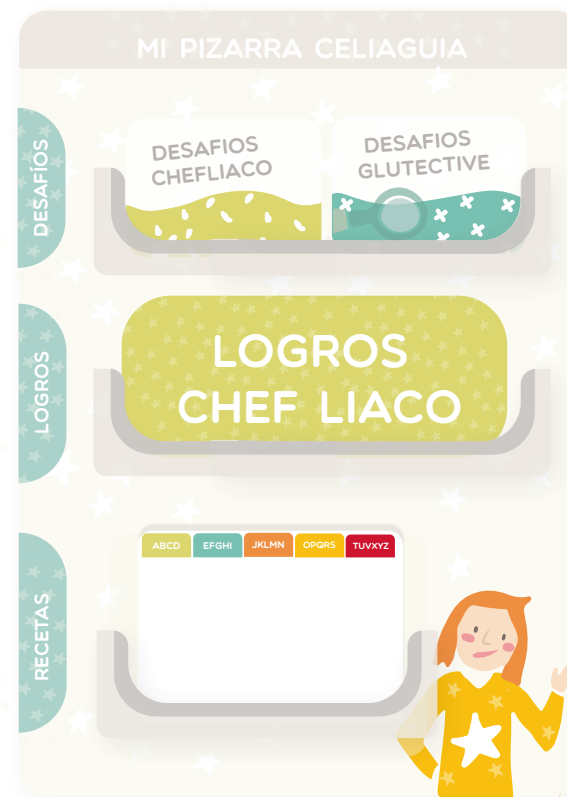 MI PIZARRA CELIAGUIA
DESAFÍOS
DESAFIOS
CHEFLIACO
DESAFIOS
GLUTECTIVE
LOGROS
LOGROS
CHEF LIACO
RECETAS
ABCD EFGHI JKLMN OPQRS TUVXYZ